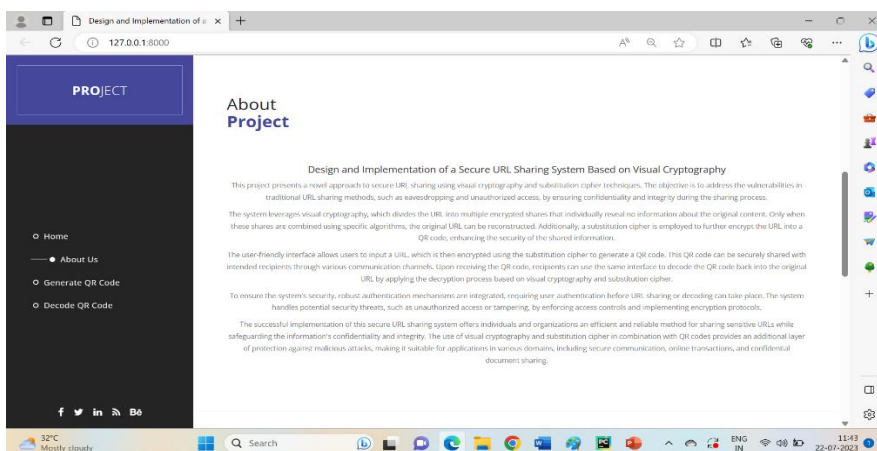 Design and Implementation of a
127.0.0.1:8000
PROJECT
Home
About Us
Generate QR Code
Decode QR Code
About
Project
Design and Implementation of a Secure URL Sharing System Based on Visual Cryptography
This project presents a novel approach to secure URL sharing using visual cryptography and substitution cipher techniques. The objective is to address the vulnerabilities in
traditional URL sharing methods, such as eavesdropping and unauthorized access, by ensuring confidentiality and integrity during the sharing process.
The system leverages visual cryptography, which divides the URL into multiple encrypted shares that individually reveal no information about the original content. Only when
these shares are combined using specific algorithms, the original URL can be reconstructed. Additionally, a substitution cipher is employed to further encrypt the URL into a
QR code, enhancing the security of the shared information.
The user-friendly interface allows users to input a URL, which is then encrypted using the substitution cipher to generate a QR code. This QR code can be securely shared with
intended recipients through various communication channels. Upon receiving the QR code, recipients can use the same interface to decode the QR code back into the original
URL by applying the decryption process based on visual cryptography and substitution cipher.
To ensure the system's security, robust authentication mechanisms are integrated, requiring user authentication before URL sharing or decoding can take place. The system
handles potential security threats, such as unauthorized access or tampering, by enforcing access controls and implementing encryption protocols.
The successful implementation of this secure URL sharing system offers individuals and organizations an efficient and reliable method for sharing sensitive URLs while
safeguarding the information's confidentiality and integrity. The use of visual cryptography and substitution cipher in combination with QR codes provides an additional layer
of protection against malicious attacks, making it suitable for applications in various domains, including secure communication, online transactions, and confidential
document sharing.
32°C
Mostly cloudy
Search
ENG
IN
11:43
22-07-2023